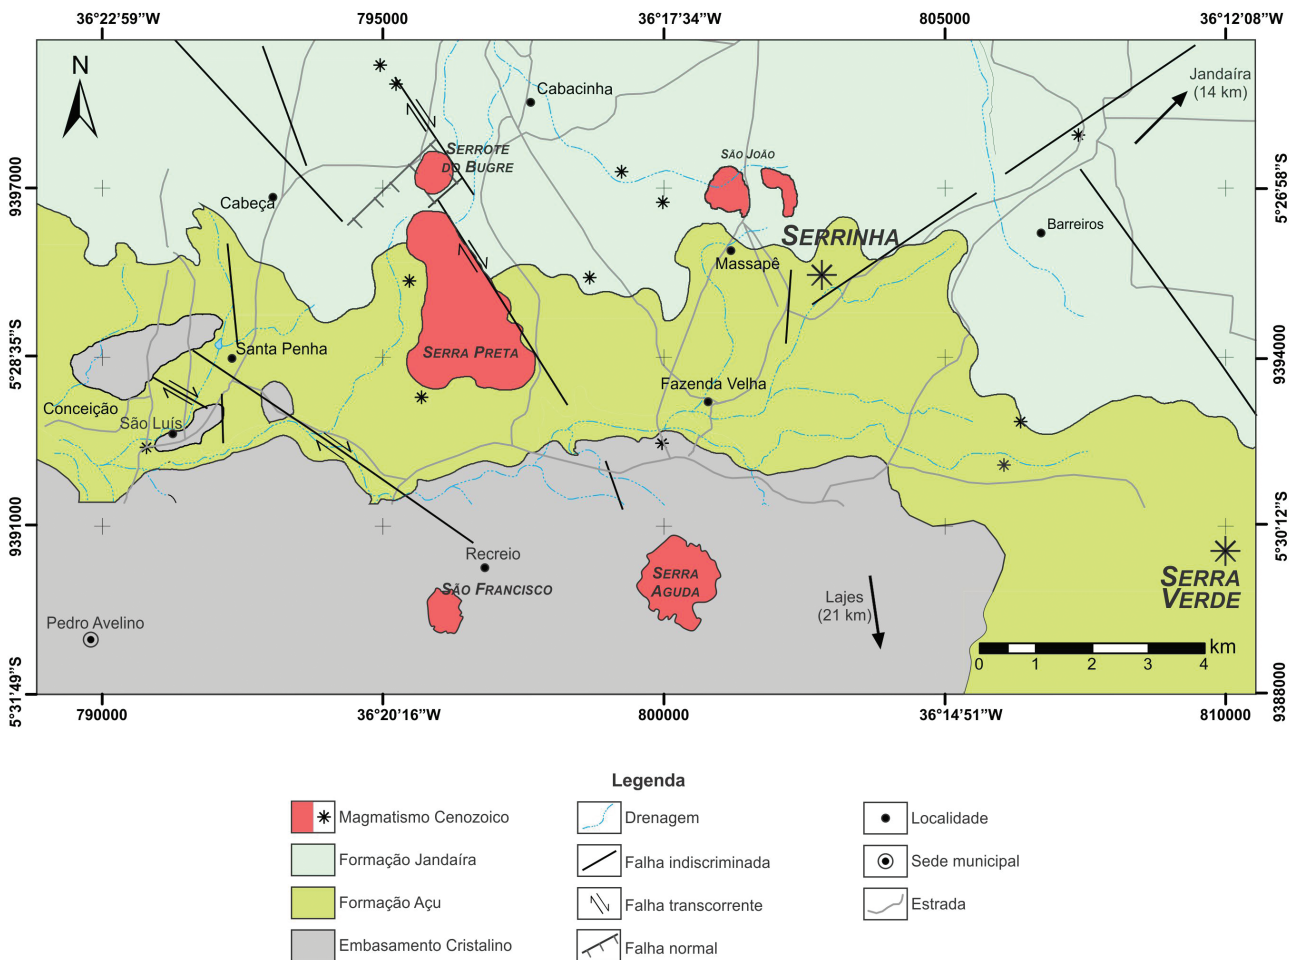 36°22’59”W
795000
36°17’34”W
805000
36°12’08”W
N
Jandaíra
(14 km)
Cabacinha
SERROTE
DO BUGRE
SÃO JOÃO
9397000
5°26’58”S
Cabeça
Barreiros
SERRINHA
Massapê
5°28’35”S
9394000
Santa Penha
SERRA PRETA
Fazenda Velha
Conceição
São Luís
9391000
5°30’12”S
Recreio
SÃO FRANCISCO
SERRA
AGUDA
Lajes
(21 km)
SERRA
VERDE
Pedro Avelino
km
0 1 2 3 4
5°31’49”S
9388000
790000
36°20’16”W
800000
36°14’51”W
810000
Legenda
Magmatismo Cenozoico
Drenagem
Localidade
Formação Jandaíra
Falha indiscriminada
Sede municipal
Formação Açu
Falha transcorrente
Estrada
Embasamento Cristalino
Falha normal